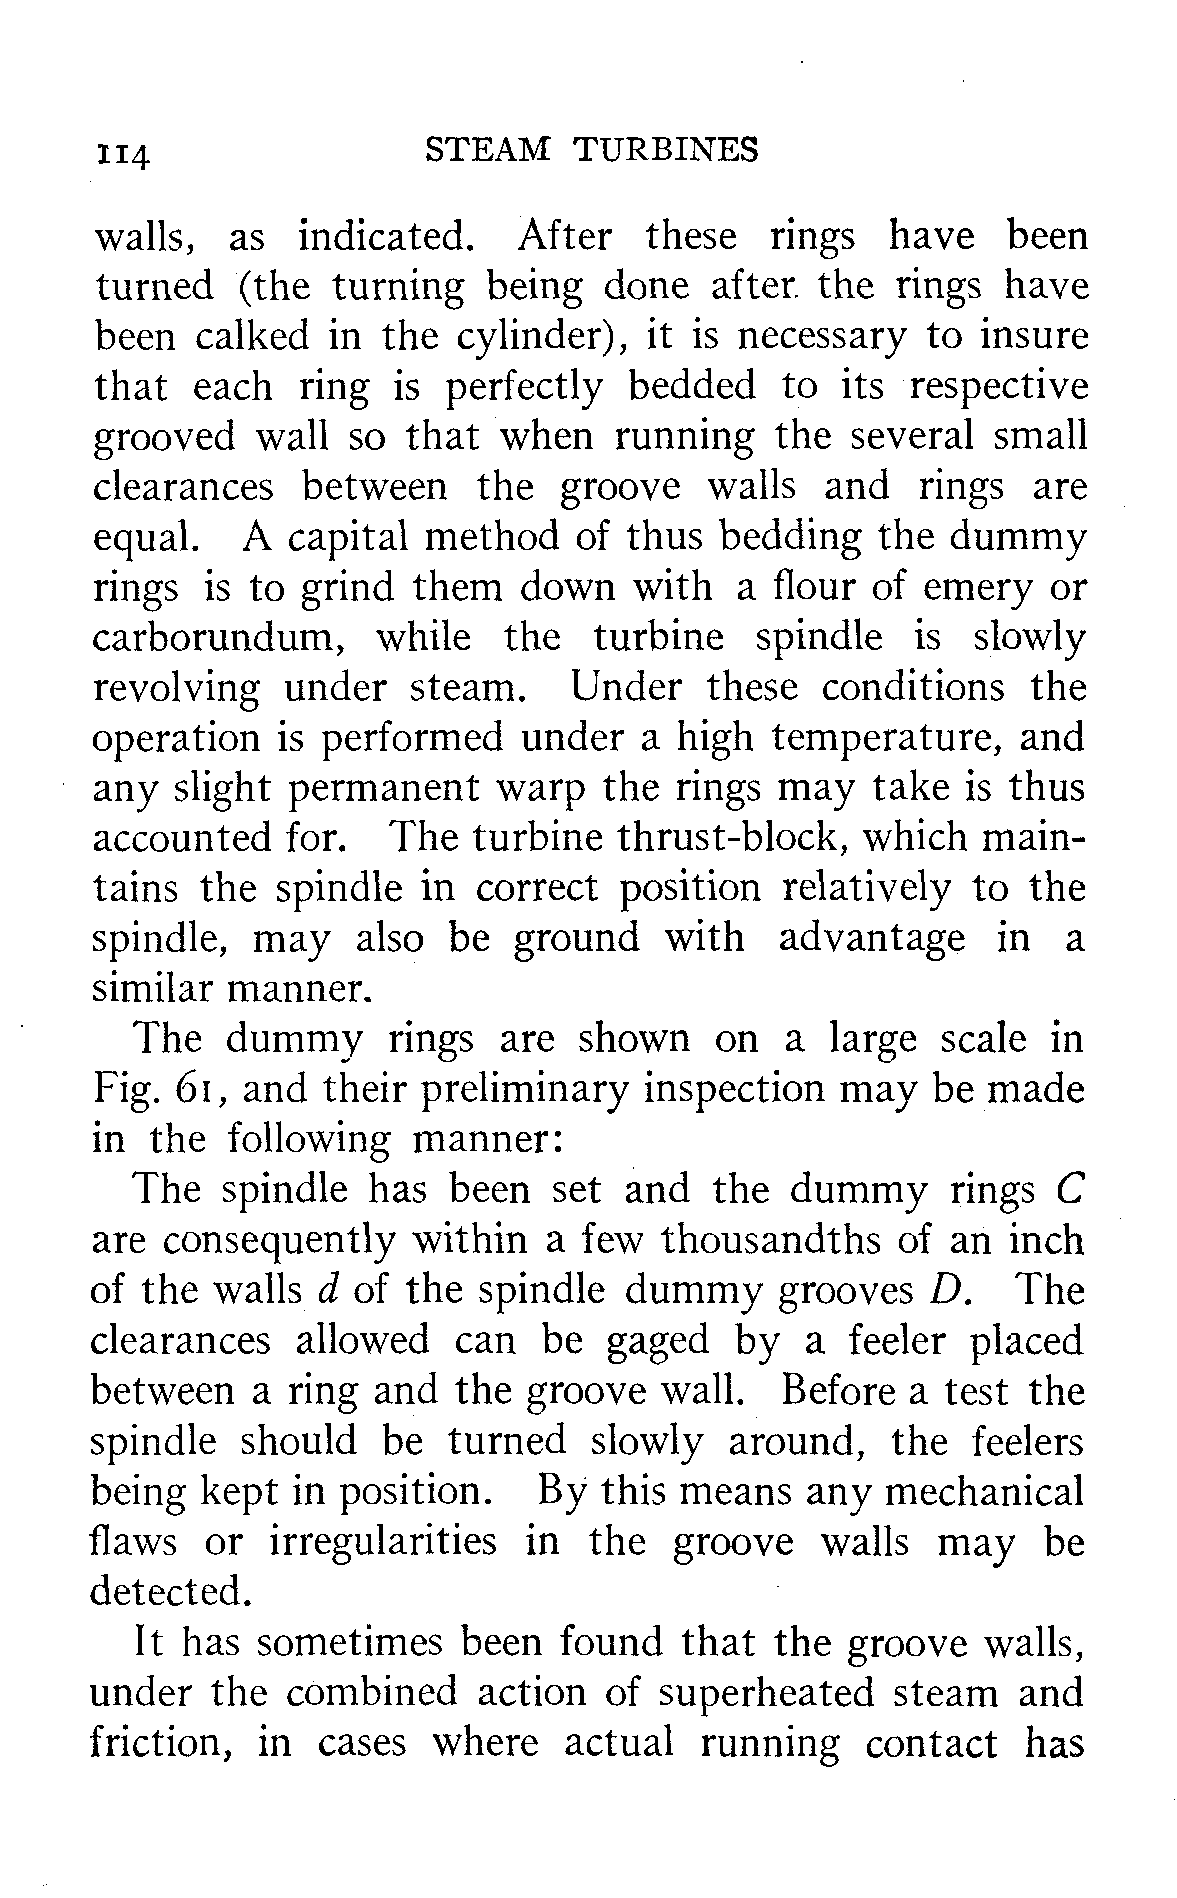 114 STEAM TURBINES
walls, as indicated. After these rings have been
turned (the turning being done after the rings have
been calked in the cylinder), it is necessary to insure
that each ring is perfectly bedded to its respective
grooved wall so that when running the several small
clearances between the groove walls and rings are
equal. A capital method of thus bedding the dummy
rings is to grind them down with a flour of emery or
carborundum, while the turbine spindle is slowly
revolving under steam. Under these conditions the
operation is performed under a high temperature, and
any slight permanent warp the rings may take is thus
accounted for. The turbine thrust-block, which main-
tains the spindle in correct position relatively to the
spindle, may also be ground with advantage in a
similar manner.
The dummy rings are shown on a large scale in
Fig. 61, and their preliminary inspection may be made
in the following manner:
The spindle has been set and the dummy rings C
are consequently within a few thousandths of an inch
of the walls d of the spindle dummy grooves D. The
clearances allowed can be gaged by a feeler placed
between a ring and the groove wall. Before a test the
spindle should be turned slowly around, the feelers
being kept in position. By this means any mechanical
flaws or irregularities in the groove walls may be
detected.
It has sometimes been found that the groove walls,
under the combined action of superheated steam and
friction, in cases where actual running contact has